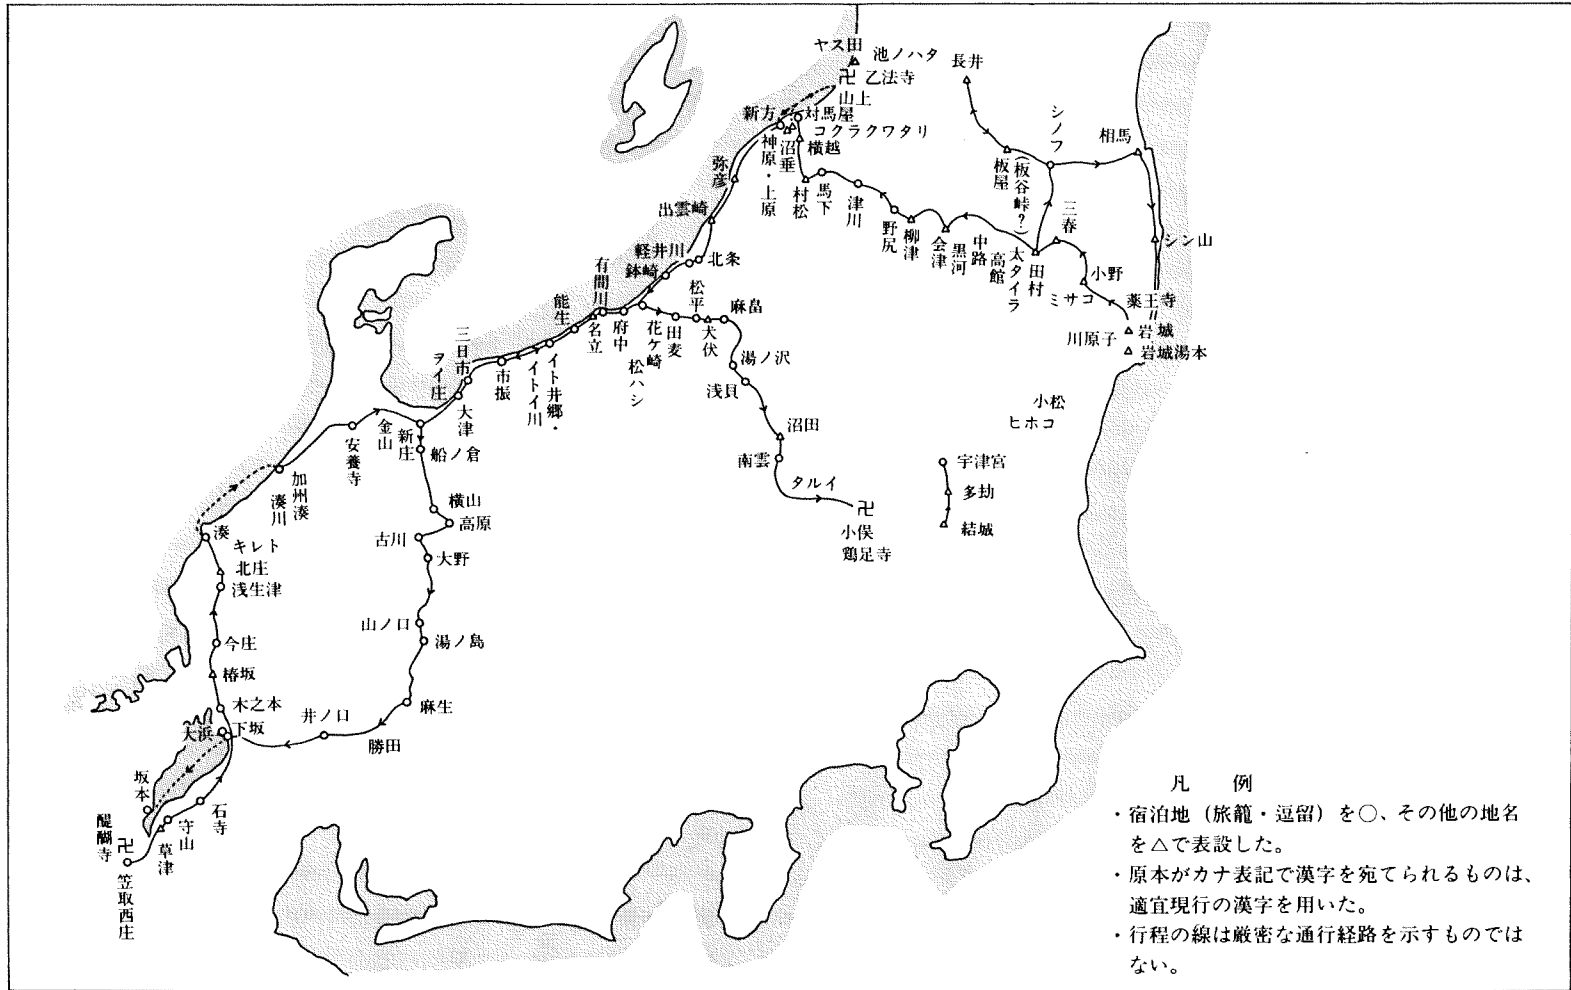 ヤス田
池ノハタ
卍 乙法寺
山上
長井
シノフ
相馬
新方
対馬屋
コクラクワタリ
神原・上原
沼垂
横越
弥彦
村松
馬下
津川
板屋
(板谷峠?)
三春
出雲崎
野尻
柳津
会津
黒河
中路
高館
太タイラ
田村
シン山
小野
ミサコ
薬王寺
岩城
川原子
岩城湯本
軽井川
鉢崎
北条
有間川
能生
名立
府中
花ヶ崎
松ハシ
田麦
松平
犬伏
麻畠
湯ノ沢
浅貝
三日市
ヲイ庄
大津
市振
イト井郷・
イトイ川
小松
ヒホコ
沼田
南雲
タルイ
卍
小俣
鶏足寺
宇津宮
多劫
結城
金山
安養寺
新庄
船ノ倉
加州湊
湊川
横山
高原
古川
大野
湊
キレト
北庄
浅生津
山ノ口
湯ノ島
今庄
椿坂
麻生
木之本
大浜
下坂
井ノ口
勝田
坂本
石寺
守山
草津
醍醐寺
卍
笠取西庄
凡 例
・宿泊地(旅籠・逗留)を○、その他の地名
を△で表設した。
・原本がカナ表記で漢字を宛てられるものは、
適宜現行の漢字を用いた。
・行程の線は厳密な通行経路を示すものでは
ない。